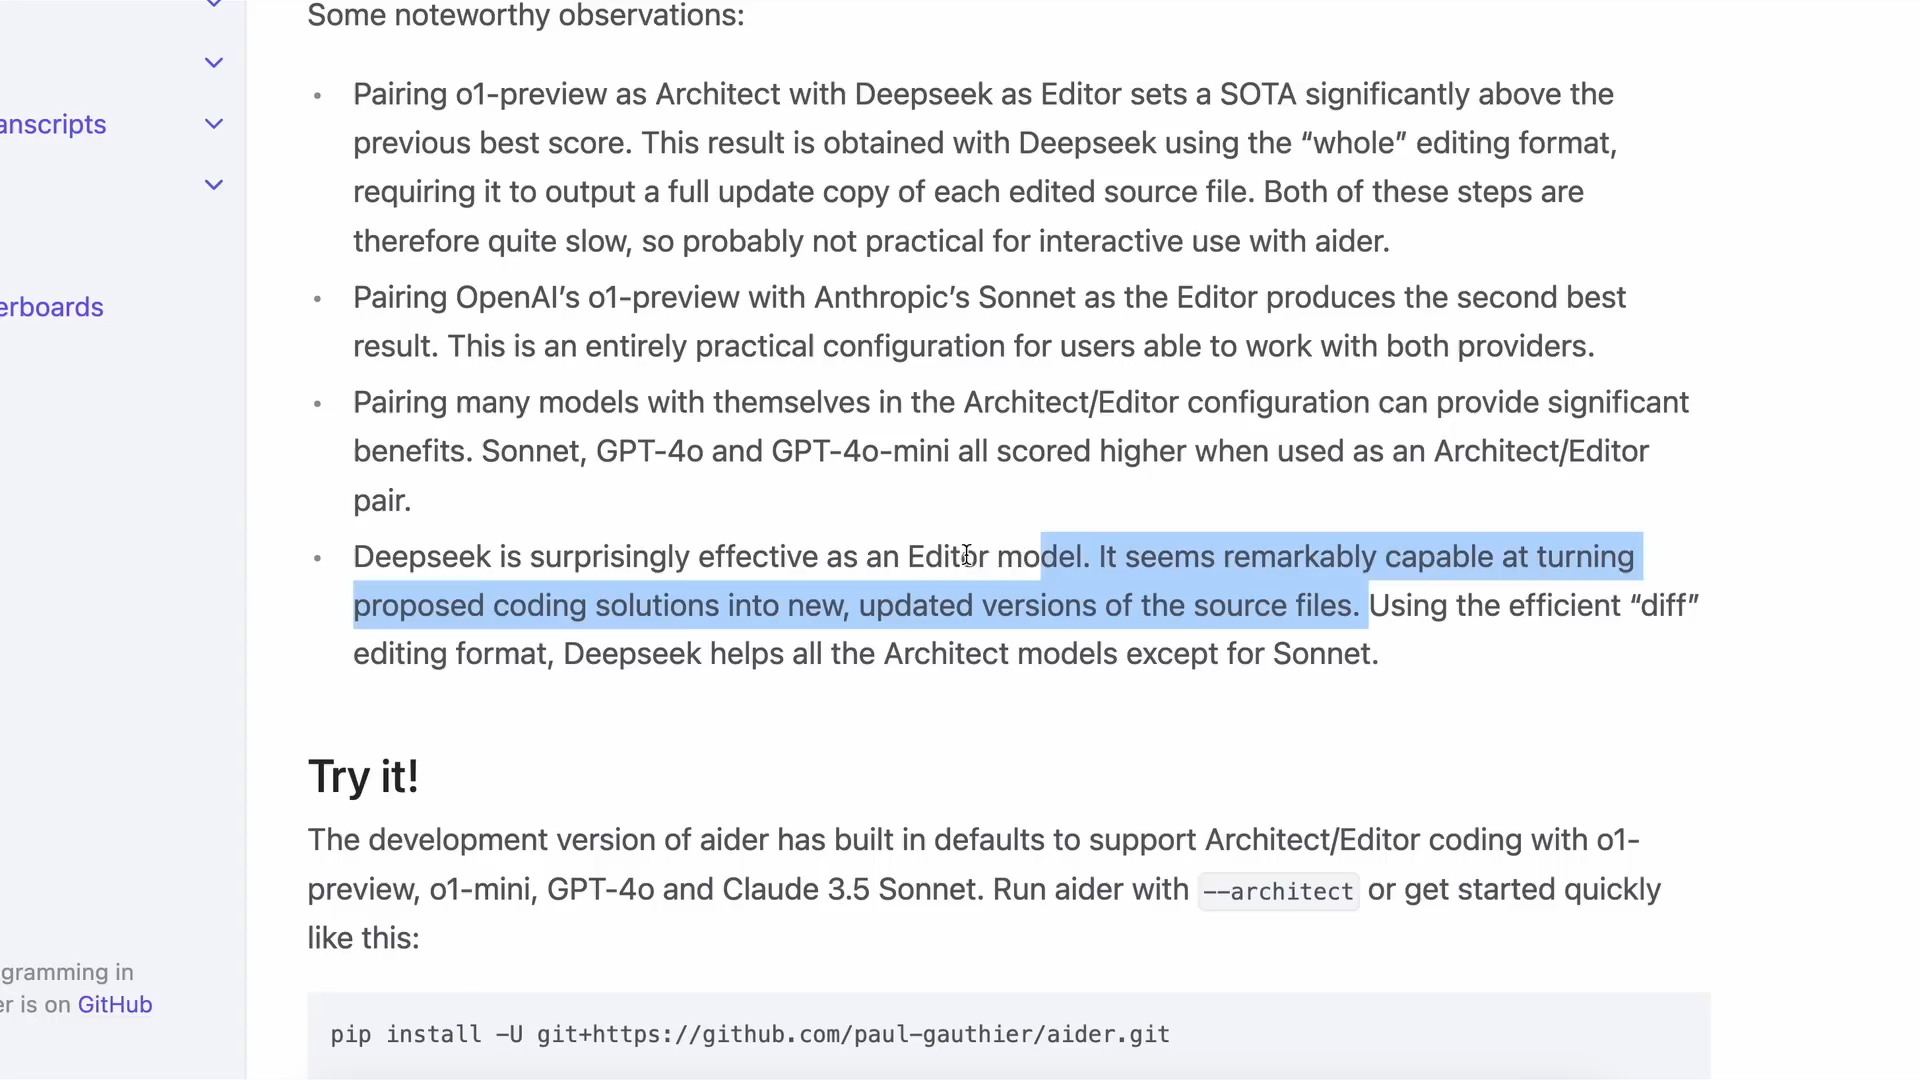 Some noteworthy observations:
anscripts
erboards
• Pairing o1-preview as Architect with Deepseek as Editor sets a SOTA significantly above the
previous best score. This result is obtained with Deepseek using the “whole” editing format,
requiring it to output a full update copy of each edited source file. Both of these steps are
therefore quite slow, so probably not practical for interactive use with aider.
• Pairing OpenAI’s o1-preview with Anthropic’s Sonnet as the Editor produces the second best
result. This is an entirely practical configuration for users able to work with both providers.
• Pairing many models with themselves in the Architect/Editor configuration can provide significant
benefits. Sonnet, GPT-4o and GPT-4o-mini all scored higher when used as an Architect/Editor
pair.
• Deepseek is surprisingly effective as an Editor model. It seems remarkably capable at turning
proposed coding solutions into new, updated versions of the source files. Using the efficient “diff”
editing format, Deepseek helps all the Architect models except for Sonnet.
Try it!
The development version of aider has built in defaults to support Architect/Editor coding with o1-
preview, o1-mini, GPT-4o and Claude 3.5 Sonnet. Run aider with --architect or get started quickly
like this:
gramming in
er is on GitHub
pip install -U git+https://github.com/paul-gauthier/aider.git